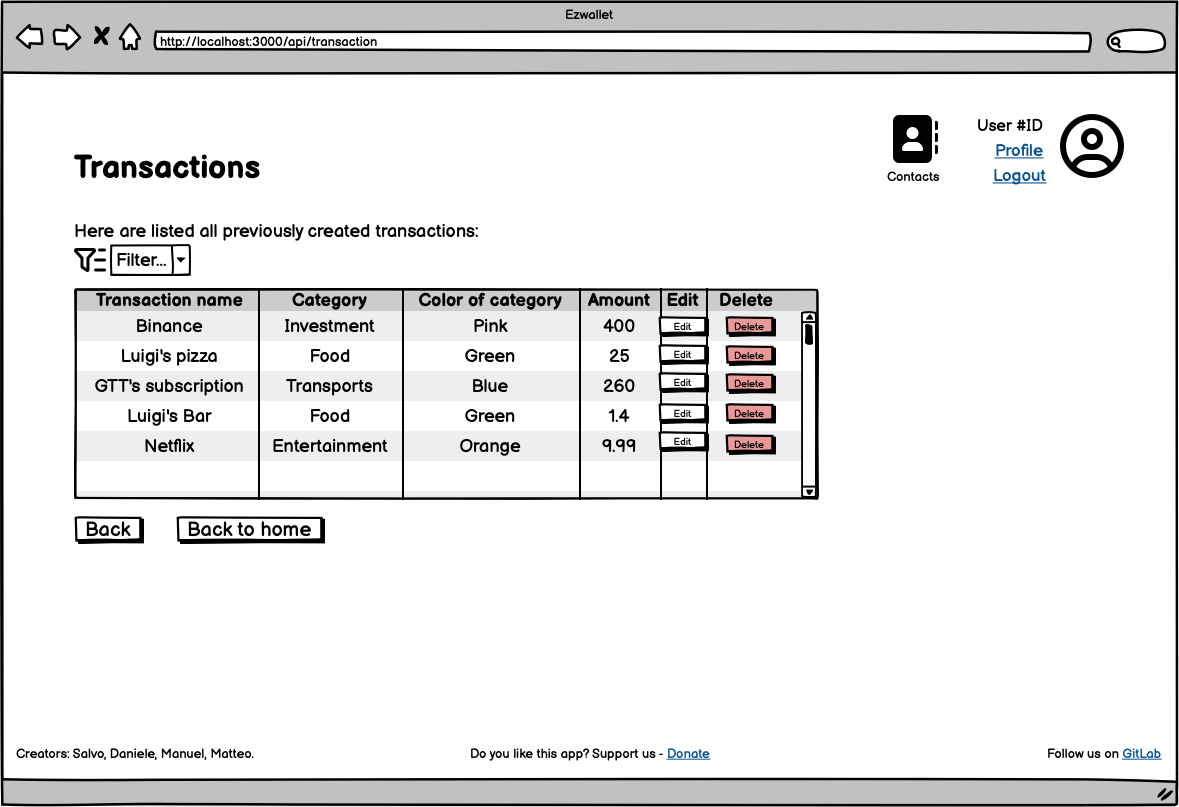 Ezwallet
http://localhost:3000/api/transaction
User #ID
Profile
Contacts
Logout
Transactions
Here are listed all previously created transactions:
Filter...
Transaction name Category Color of category Amount Edit Delete
Binance Investment Pink 400 Edit Delete
Luigi's pizza Food Green 25 Edit Delete
GTT's subscription Transports Blue 260 Edit Delete
Luigi's Bar Food Green 1.4 Edit Delete
Netflix Entertainment Orange 9.99 Edit Delete
Back Back to home
Creators: Salvo, Daniele, Manuel, Matteo. Do you like this app? Support us - Donate Follow us on GitLab